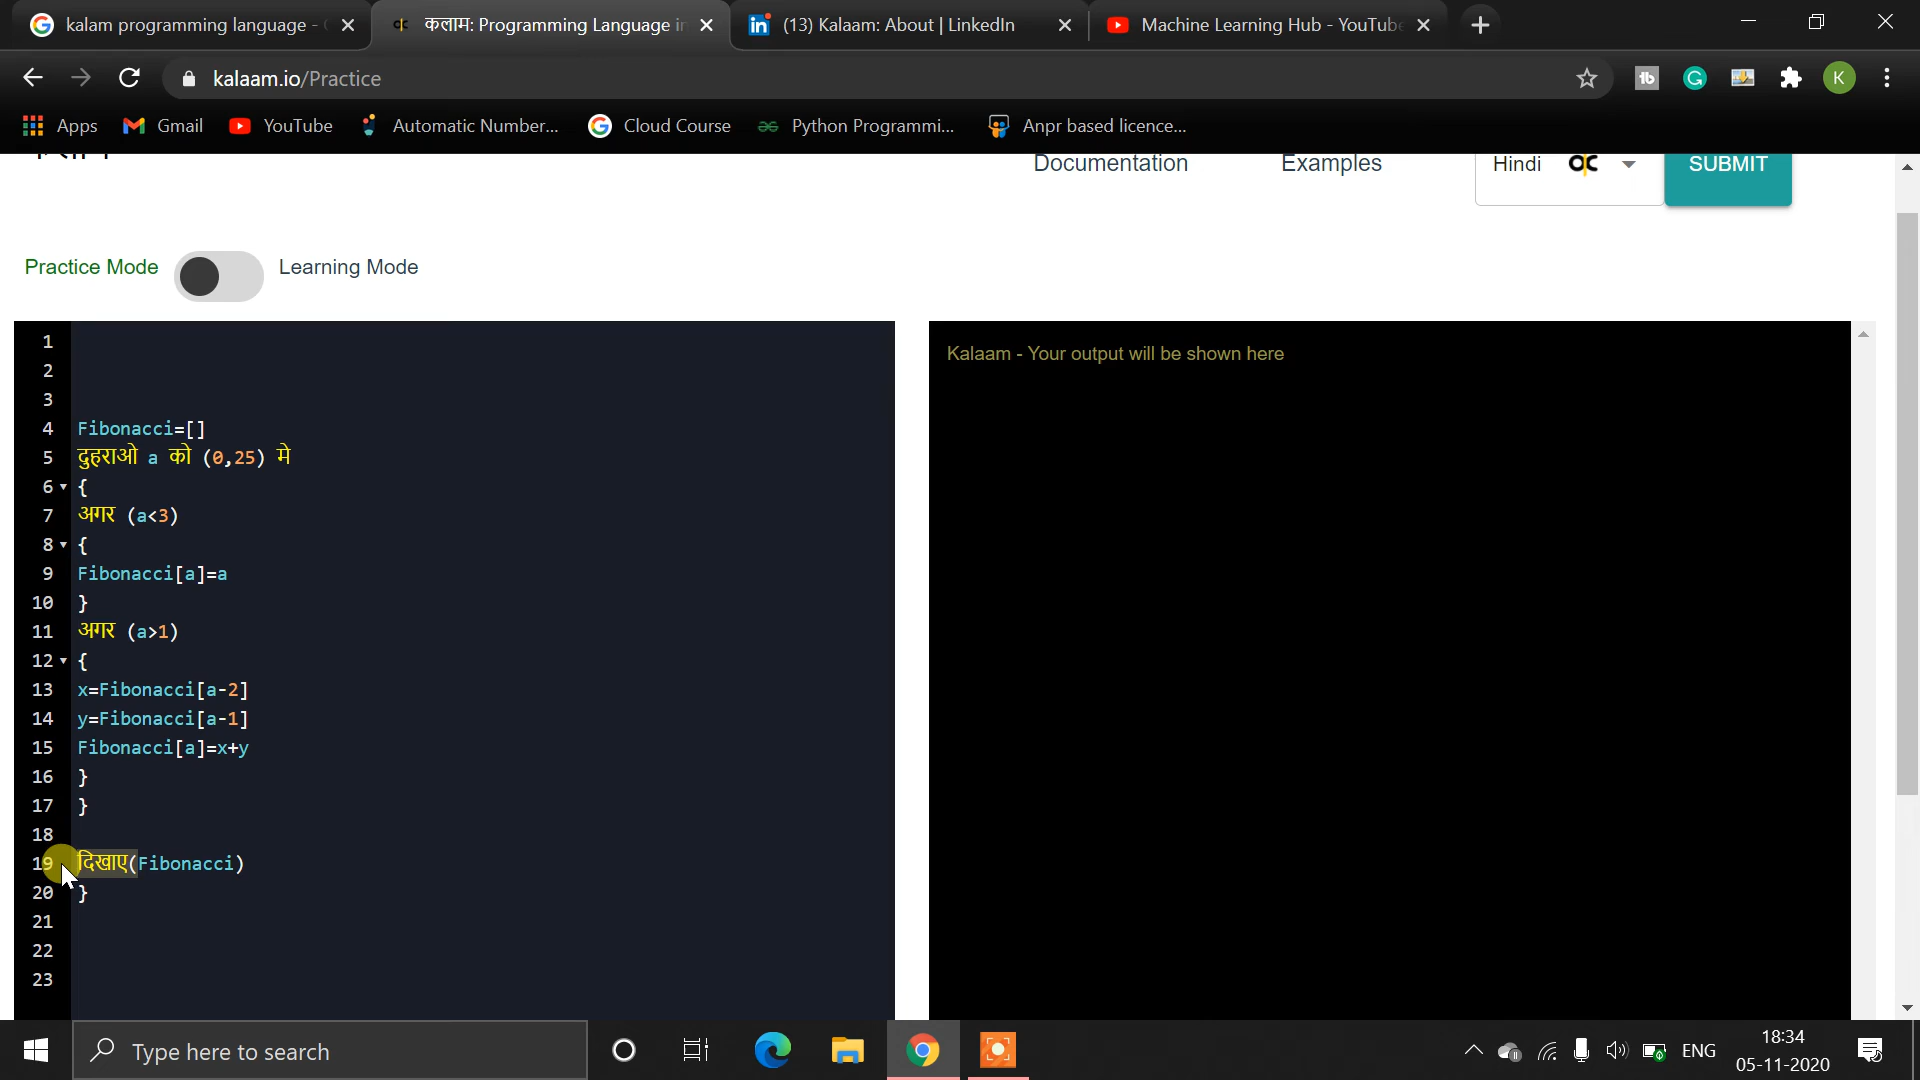 kalam programming language -
कलाम: Programming Language in
(13) Kalaam: About | LinkedIn
Machine Learning Hub - YouTube
kalaam.io/Practice
Apps
Gmail
YouTube
Automatic Number...
Cloud Course
Python Programmi...
Anpr based licence...
Documentation
Examples
Hindi
SUBMIT
Practice Mode
Learning Mode
1
2
3
4 Fibonacci=[]
5 दुहराओ a को (0,25) मे
6 {
7 अगर (a<3)
8 {
9 Fibonacci[a]=a
10 }
11 अगर (a>1)
12 {
13 x=Fibonacci[a-2]
14 y=Fibonacci[a-1]
15 Fibonacci[a]=x+y
16 }
17 }
18
19 दिखाए(Fibonacci)
20 }
21
22
23
Kalaam - Your output will be shown here
Type here to search
ENG
18:34
05-11-2020